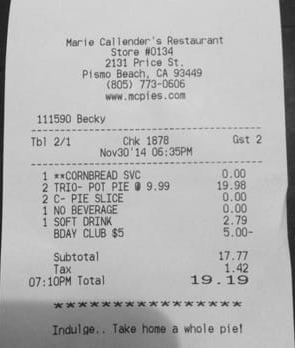 Marie Callender's Restaurant
Store #0134
2131 Price St.
Pismo Beach, CA 93449
(805) 773-0606
www.mcpies.com
111590 Becky
Tbl 2/1 Chk 1878 Gst 2
Nov30'14 06:35PM
1 **CORNBREAD SVC 0.00
2 TRIO- POT PIE @ 9.99 19.98
2 C- PIE SLICE 0.00
1 NO BEVERAGE 0.00
1 SOFT DRINK 2.79
BDAY CLUB $5 5.00-
Subtotal 17.77
Tax 1.42
07:10PM Total 19.19
Indulge.. Take home a whole pie!